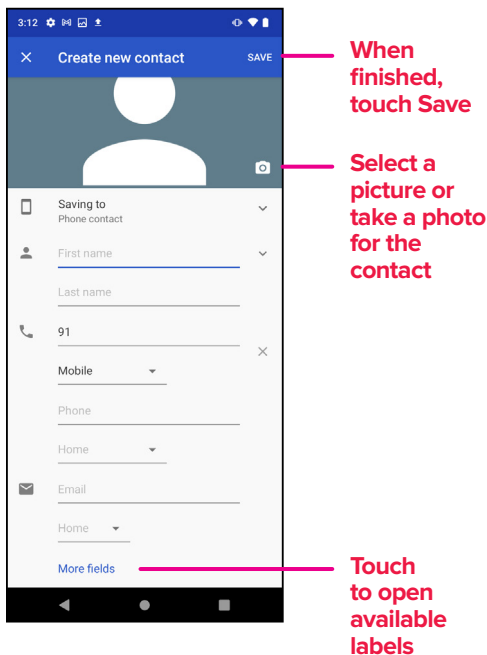 3:12
Create new contact
SAVE
When
finished,
touch Save
Select a
picture or
take a photo
for the
contact
Saving to
Phone contact
First name
Last name
91
Mobile
Phone
Home
Email
Home
More fields
Touch
to open
available
labels